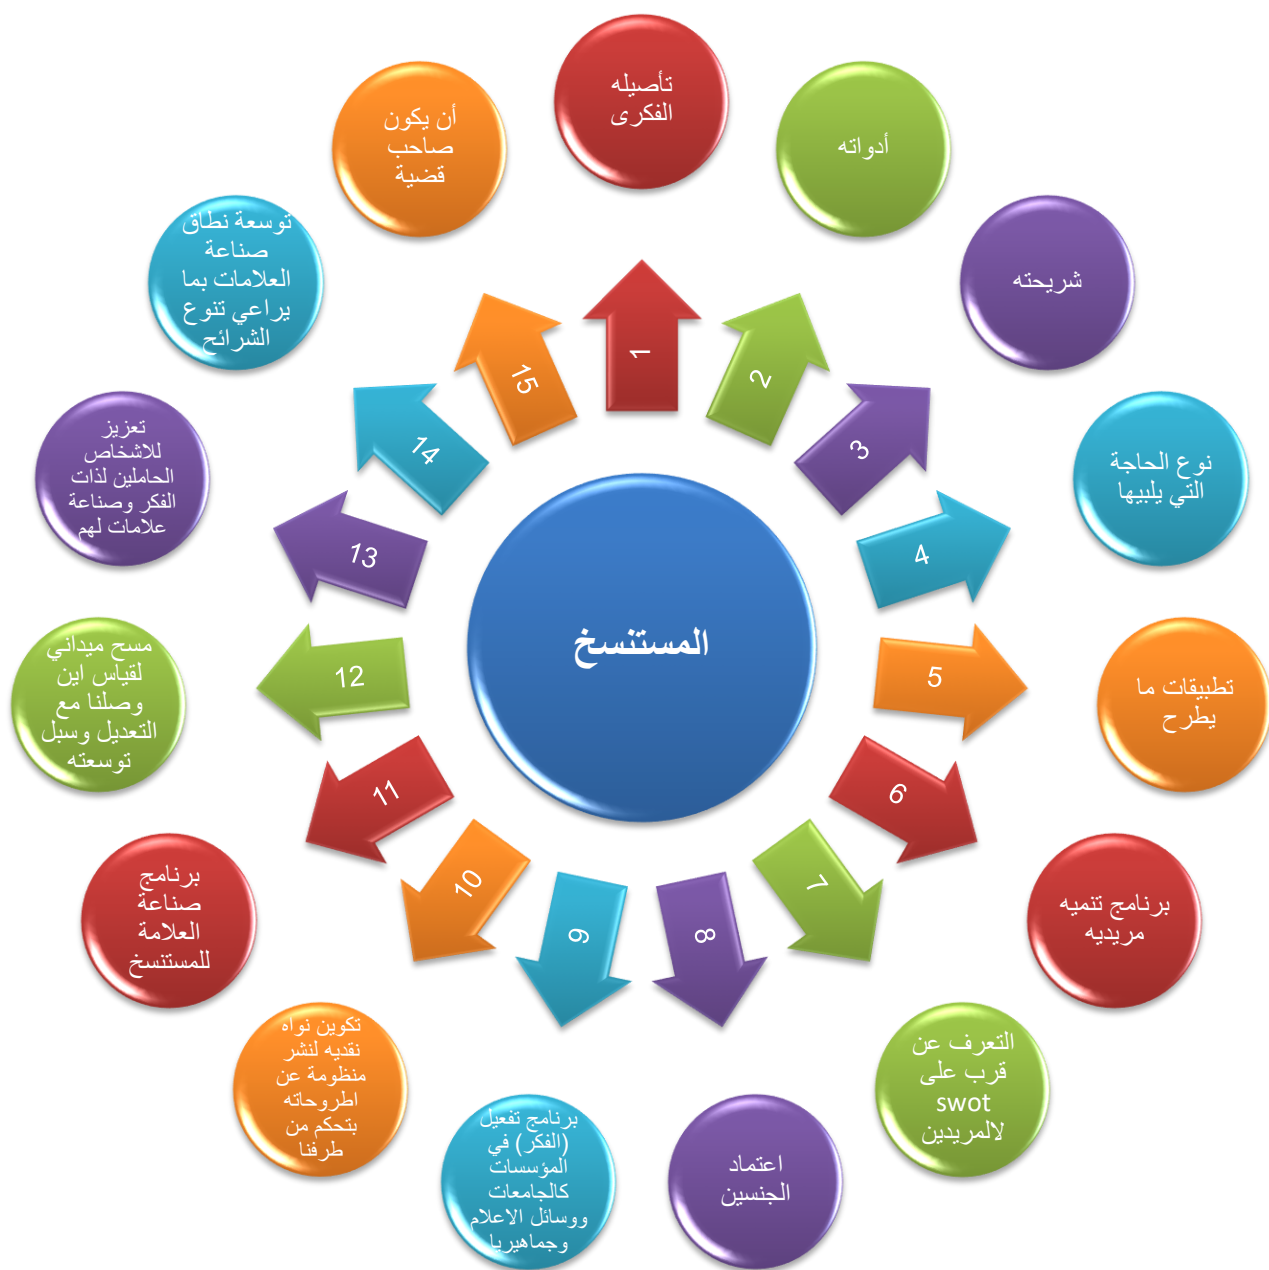 المستنسخ
1
تأصيله
الفكرى
2
أدواته
3
شريحته
4
نوع الحاجة
التي يلبيها
5
تطبيقات ما
يطرح
6
برنامج تنميه
مريديه
7
التعرف عن
قرب على
swot
لالمريدين
8
اعتماد
الجنسين
9
برنامج تفعيل
(الفكر) في
المؤسسات
كالجامعات
ووسائل الاعلام
وجماهيريا
10
تكوين نواه
نقديه لنشر
منظومة عن
اطروحاته
بتحكم من
طرفنا
11
برنامج
صناعة
العلامة
للمستنسخ
12
مسح ميداني
لقياس اين
وصلنا مع
التعديل وسبل
توسعته
13
تعزيز
للاشخاص
الحاملين لذات
الفكر وصناعة
علامات لهم
14
توسعة نطاق
صناعة
العلامات بما
يراعي تنوع
الشرائح
15
أن يكون
صاحب
قضية